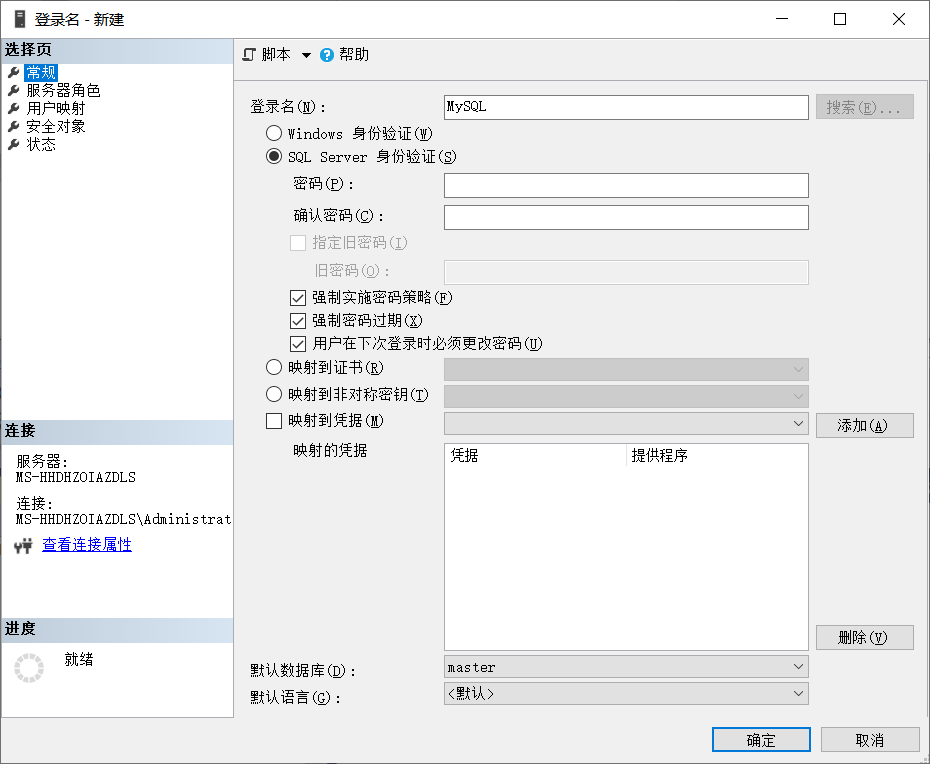 登录名 - 新建
选择页
常规
服务器角色
用户映射
安全对象
状态
脚本
帮助
登录名(N)：
MySQL
搜索(E)...
Windows 身份验证(W)
SQL Server 身份验证(S)
密码(P)：
确认密码(C)：
指定旧密码(I)
旧密码(O)：
强制实施密码策略(F)
强制密码过期(X)
用户在下次登录时必须更改密码(U)
映射到证书(R)
映射到非对称密钥(T)
映射到凭据(M)
添加(A)
映射的凭据
凭据
提供程序
删除(V)
默认数据库(D)：
master
默认语言(G)：
<默认>
连接
服务器:
MS-HHDHZOIAZDLS
连接:
MS-HHDHZOIAZDLS\Administrat
查看连接属性
进度
就绪
确定
取消